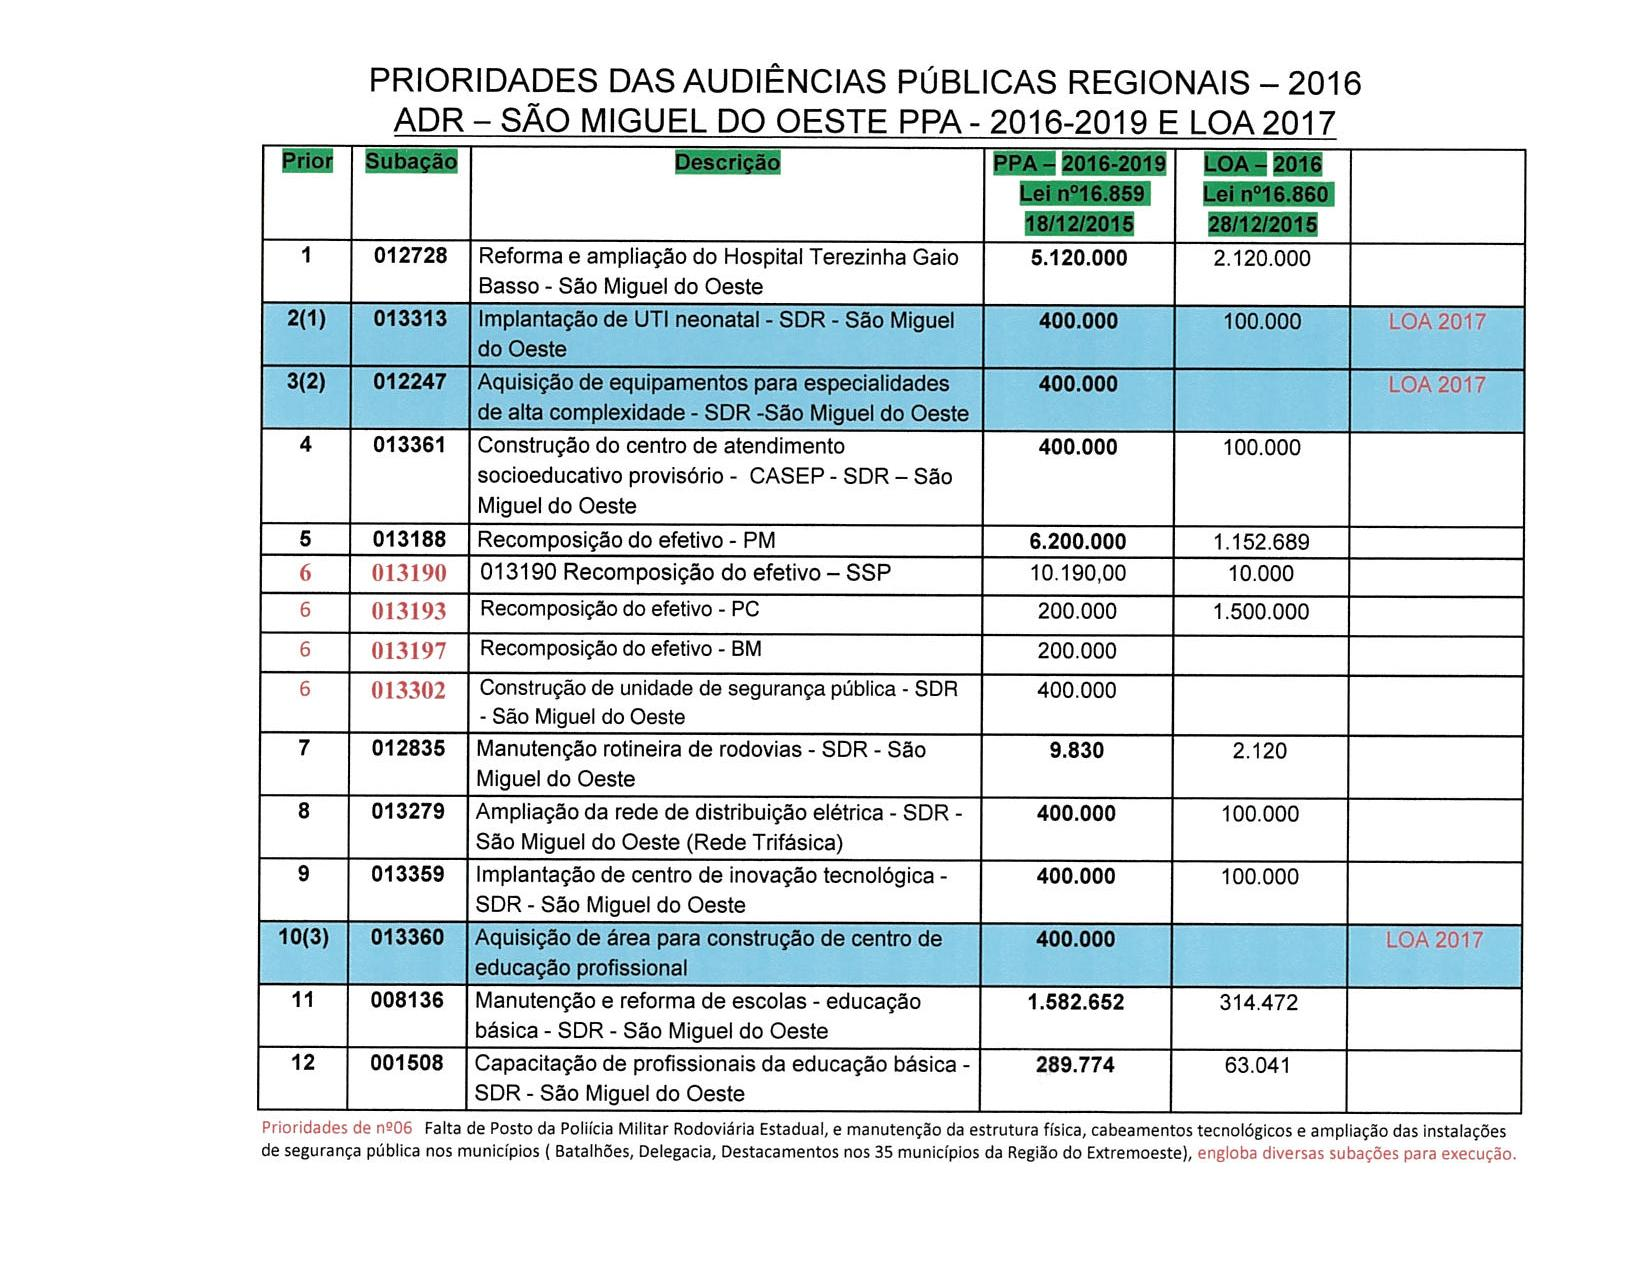 PRIORIDADES DAS AUDIÊNCIAS PÚBLICAS REGIONAIS – 2016
ADR – SÃO MIGUEL DO OESTE PPA - 2016-2019 E LOA 2017
Prior Subação Descrição PPA – 2016-2019 LOA – 2016
Lei nº16.859 Lei nº16.860
18/12/2015 28/12/2015
1 012728 Reforma e ampliação do Hospital Terezinha Gaio 5.120.000 2.120.000
Basso - São Miguel do Oeste
2(1) 013313 Implantação de UTI neonatal - SDR - São Miguel 400.000 100.000 LOA 2017
do Oeste
3(2) 012247 Aquisição de equipamentos para especialidades 400.000 LOA 2017
de alta complexidade - SDR -São Miguel do Oeste
4 013361 Construção do centro de atendimento 400.000 100.000
socioeducativo provisório - CASEP - SDR – São
Miguel do Oeste
5 013188 Recomposição do efetivo - PM 6.200.000 1.152.689
6 013190 013190 Recomposição do efetivo – SSP 10.190,00 10.000
6 013193 Recomposição do efetivo - PC 200.000 1.500.000
6 013197 Recomposição do efetivo - BM 200.000
6 013302 Construção de unidade de segurança pública - SDR 400.000
- São Miguel do Oeste
7 012835 Manutenção rotineira de rodovias - SDR - São 9.830 2.120
Miguel do Oeste
8 013279 Ampliação da rede de distribuição elétrica - SDR - 400.000 100.000
São Miguel do Oeste (Rede Trifásica)
9 013359 Implantação de centro de inovação tecnológica - 400.000 100.000
SDR - São Miguel do Oeste
10(3) 013360 Aquisição de área para construção de centro de 400.000 LOA 2017
educação profissional
11 008136 Manutenção e reforma de escolas - educação 1.582.652 314.472
básica - SDR - São Miguel do Oeste
12 001508 Capacitação de profissionais da educação básica - 289.774 63.041
SDR - São Miguel do Oeste
Prioridades de nº06 Falta de Posto da Poliícia Militar Rodoviária Estadual, e manutenção da estrutura física, cabeamentos tecnológicos e ampliação das instalações
de segurança pública nos municípios ( Batalhões, Delegacia, Destacamentos nos 35 municípios da Região do Extremoeste), engloba diversas subações para execução.